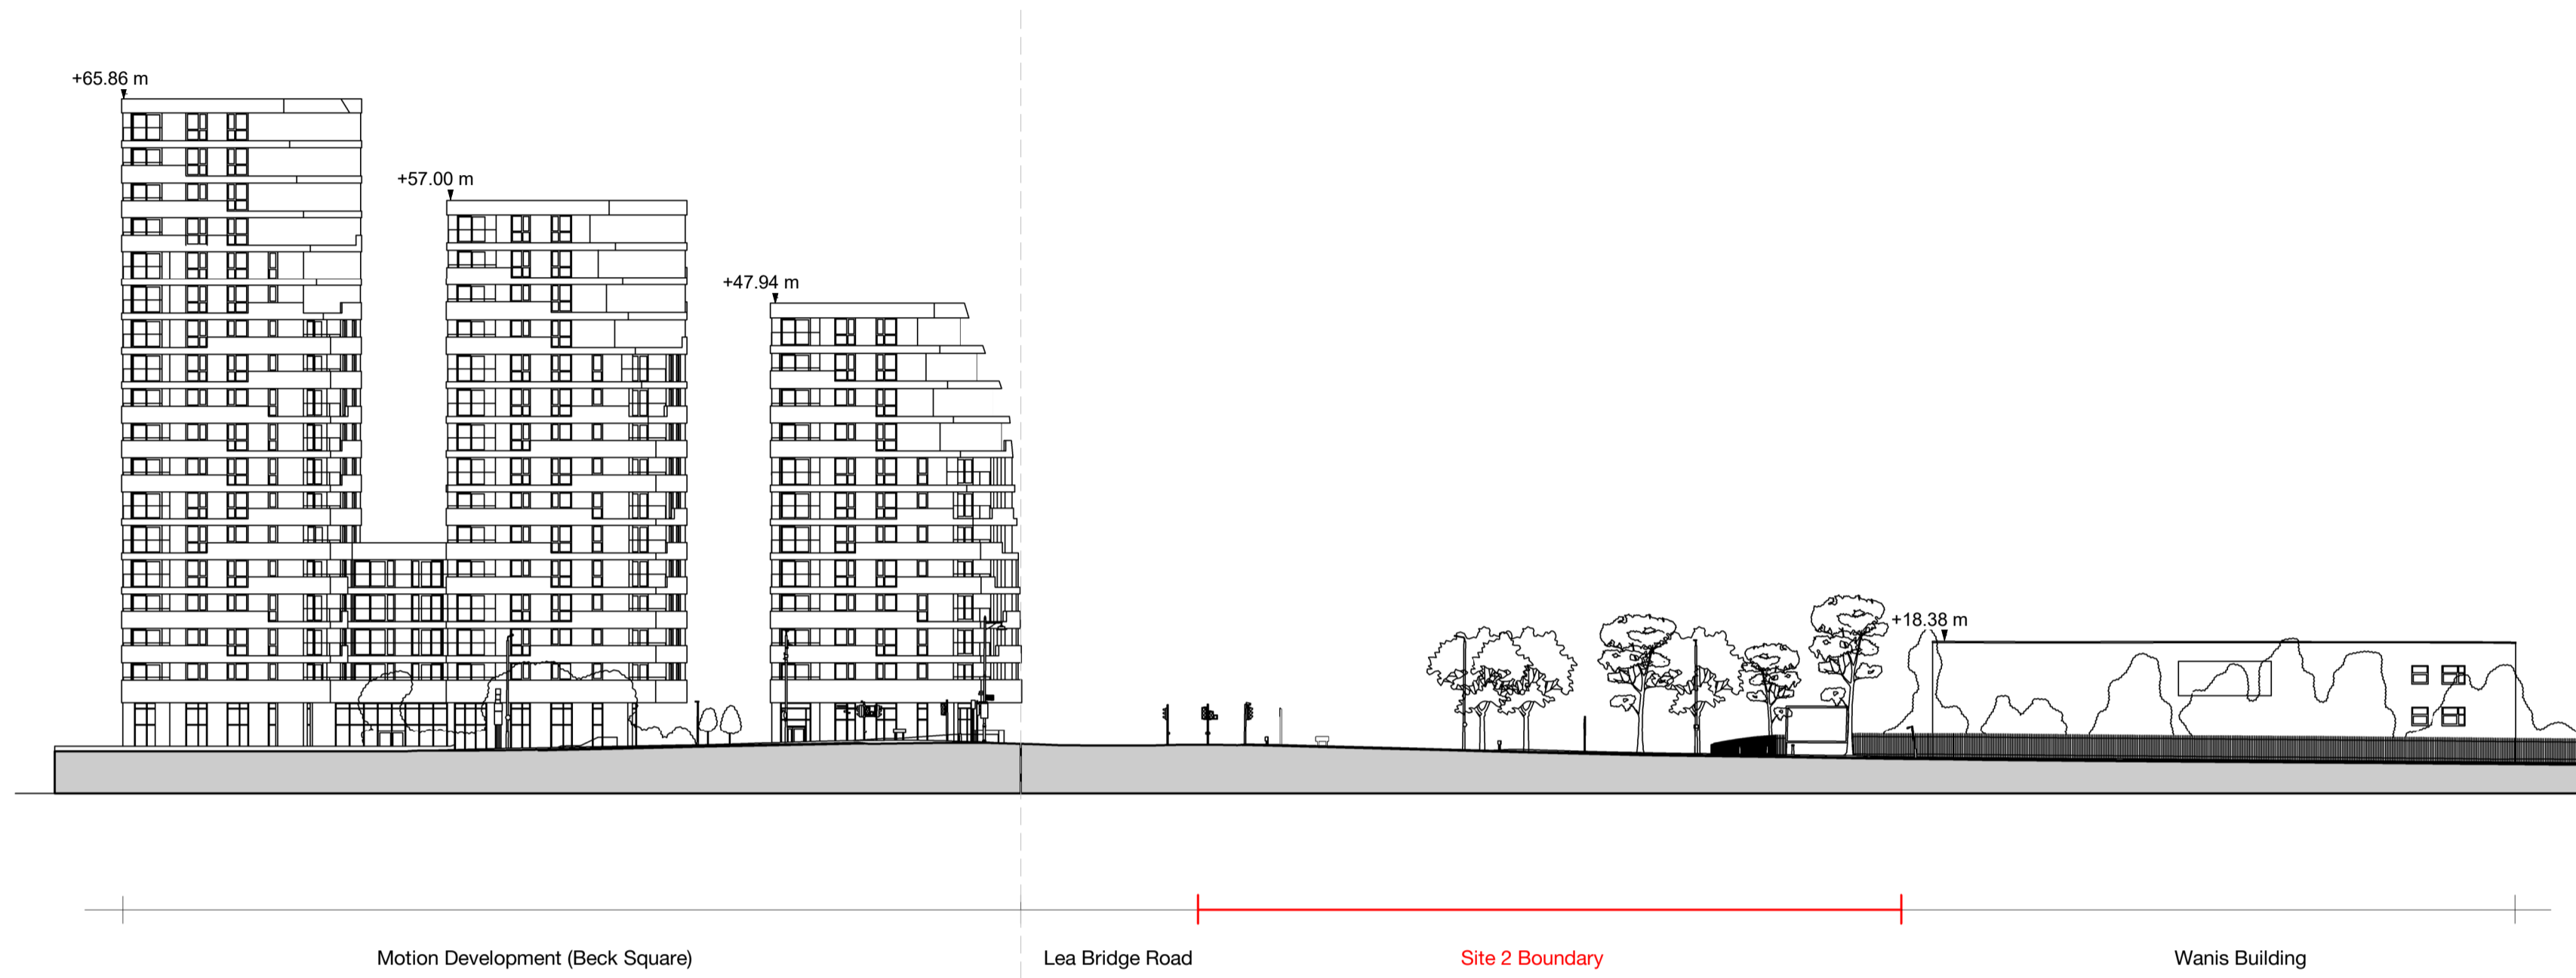 +65.86 m
+57.00 m
+47.94 m
+18.38 m
Motion Development (Beck Square)
Lea Bridge Road
Site 2 Boundary
Wanis Building